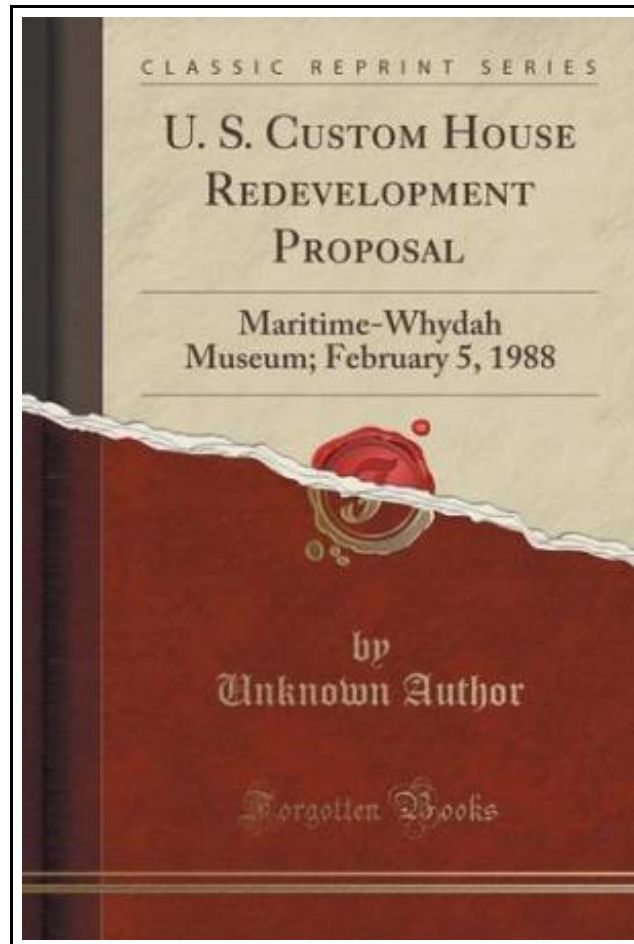 CLASSIC REPRINT SERIES
U. S. CUSTOM HOUSE
REDEVELOPMENT
PROPOSAL
Maritime-Whydah
Museum; February 5, 1988
F
by
Unknown Author
Forgotten Books